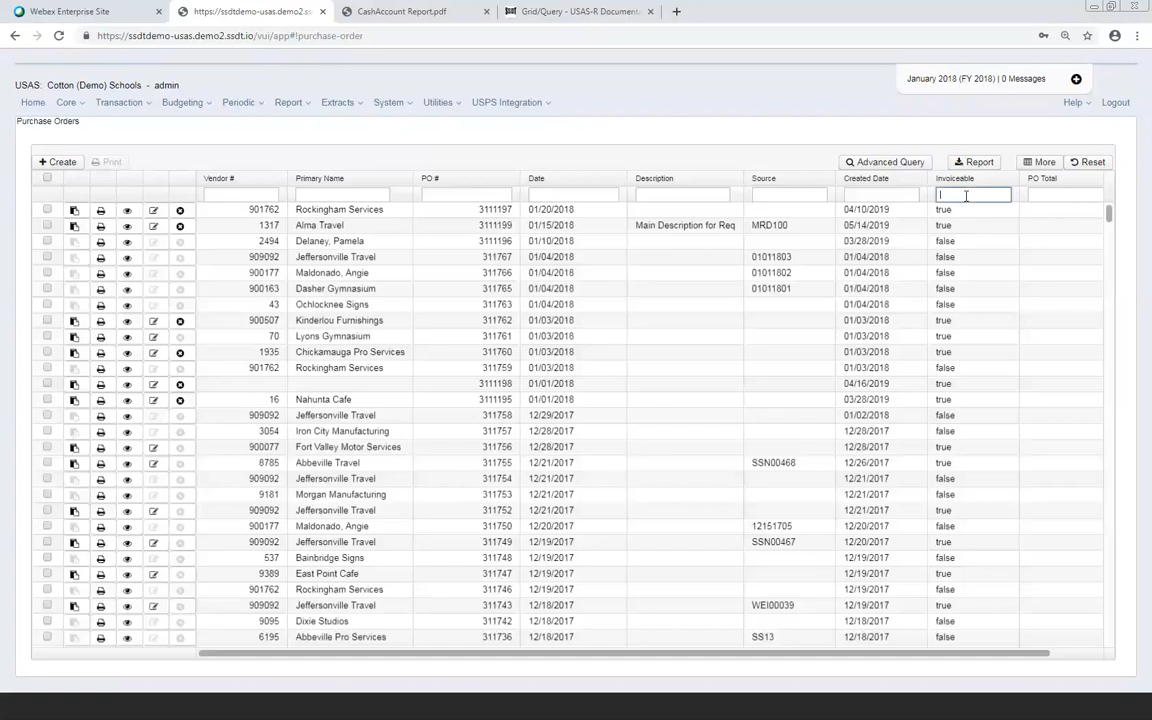 Webex Enterprise Site
https://ssdtdemo-usas.demo2.ss
CashAccount Report.pdf
Grid/Query - USAS-R Documenta
https://ssdtdemo-usas.demo2.ssdt.io/vui/app#!purchase-order
USAS: Cotton (Demo) Schools - admin
January 2018 (FY 2018) | 0 Messages
Home Core Transaction Budgeting Periodic Report Extracts System Utilities USPS Integration Help Logout
Purchase Orders
Create Print Advanced Query Report More Reset
Vendor # Primary Name PO # Date Description Source Created Date Invoiceable PO Total
901762 Rockingham Services 3111197 01/20/2018 04/10/2019 true
1317 Alma Travel 3111199 01/15/2018 Main Description for Req MRD100 05/14/2019 true
2494 Delaney, Pamela 3111196 01/10/2018 03/28/2019 false
909092 Jeffersonville Travel 311767 01/04/2018 01011803 01/04/2018 false
900177 Maldonado, Angie 311766 01/04/2018 01011802 01/04/2018 false
900163 Dasher Gymnasium 311765 01/04/2018 01011801 01/04/2018 false
43 Ochlocknee Signs 311763 01/04/2018 01/04/2018 false
900507 Kinderlou Furnishings 311762 01/03/2018 01/03/2018 true
70 Lyons Gymnasium 311761 01/03/2018 01/03/2018 true
1935 Chickamauga Pro Services 311760 01/03/2018 01/03/2018 true
901762 Rockingham Services 311759 01/03/2018 01/03/2018 false
3111198 01/01/2018 04/16/2019 true
16 Nahunta Cafe 3111195 01/01/2018 03/28/2019 true
909092 Jeffersonville Travel 311758 12/29/2017 01/02/2018 false
3054 Iron City Manufacturing 311757 12/28/2017 12/28/2017 false
900077 Fort Valley Motor Services 311756 12/28/2017 12/28/2017 true
8785 Abbeville Travel 311755 12/21/2017 SSN00468 12/26/2017 true
909092 Jeffersonville Travel 311754 12/21/2017 12/21/2017 false
9181 Morgan Manufacturing 311753 12/21/2017 12/21/2017 false
909092 Jeffersonville Travel 311752 12/21/2017 12/21/2017 true
900177 Maldonado, Angie 311750 12/20/2017 12151705 12/20/2017 false
909092 Jeffersonville Travel 311749 12/19/2017 SSN00467 12/20/2017 true
537 Bainbridge Signs 311748 12/19/2017 12/19/2017 false
9389 East Point Cafe 311747 12/19/2017 12/19/2017 true
901762 Rockingham Services 311746 12/19/2017 12/19/2017 false
909092 Jeffersonville Travel 311743 12/18/2017 WEI00039 12/19/2017 true
9095 Dixie Studios 311742 12/18/2017 12/18/2017 false
6195 Abbeville Pro Services 311736 12/18/2017 SS13 12/18/2017 false